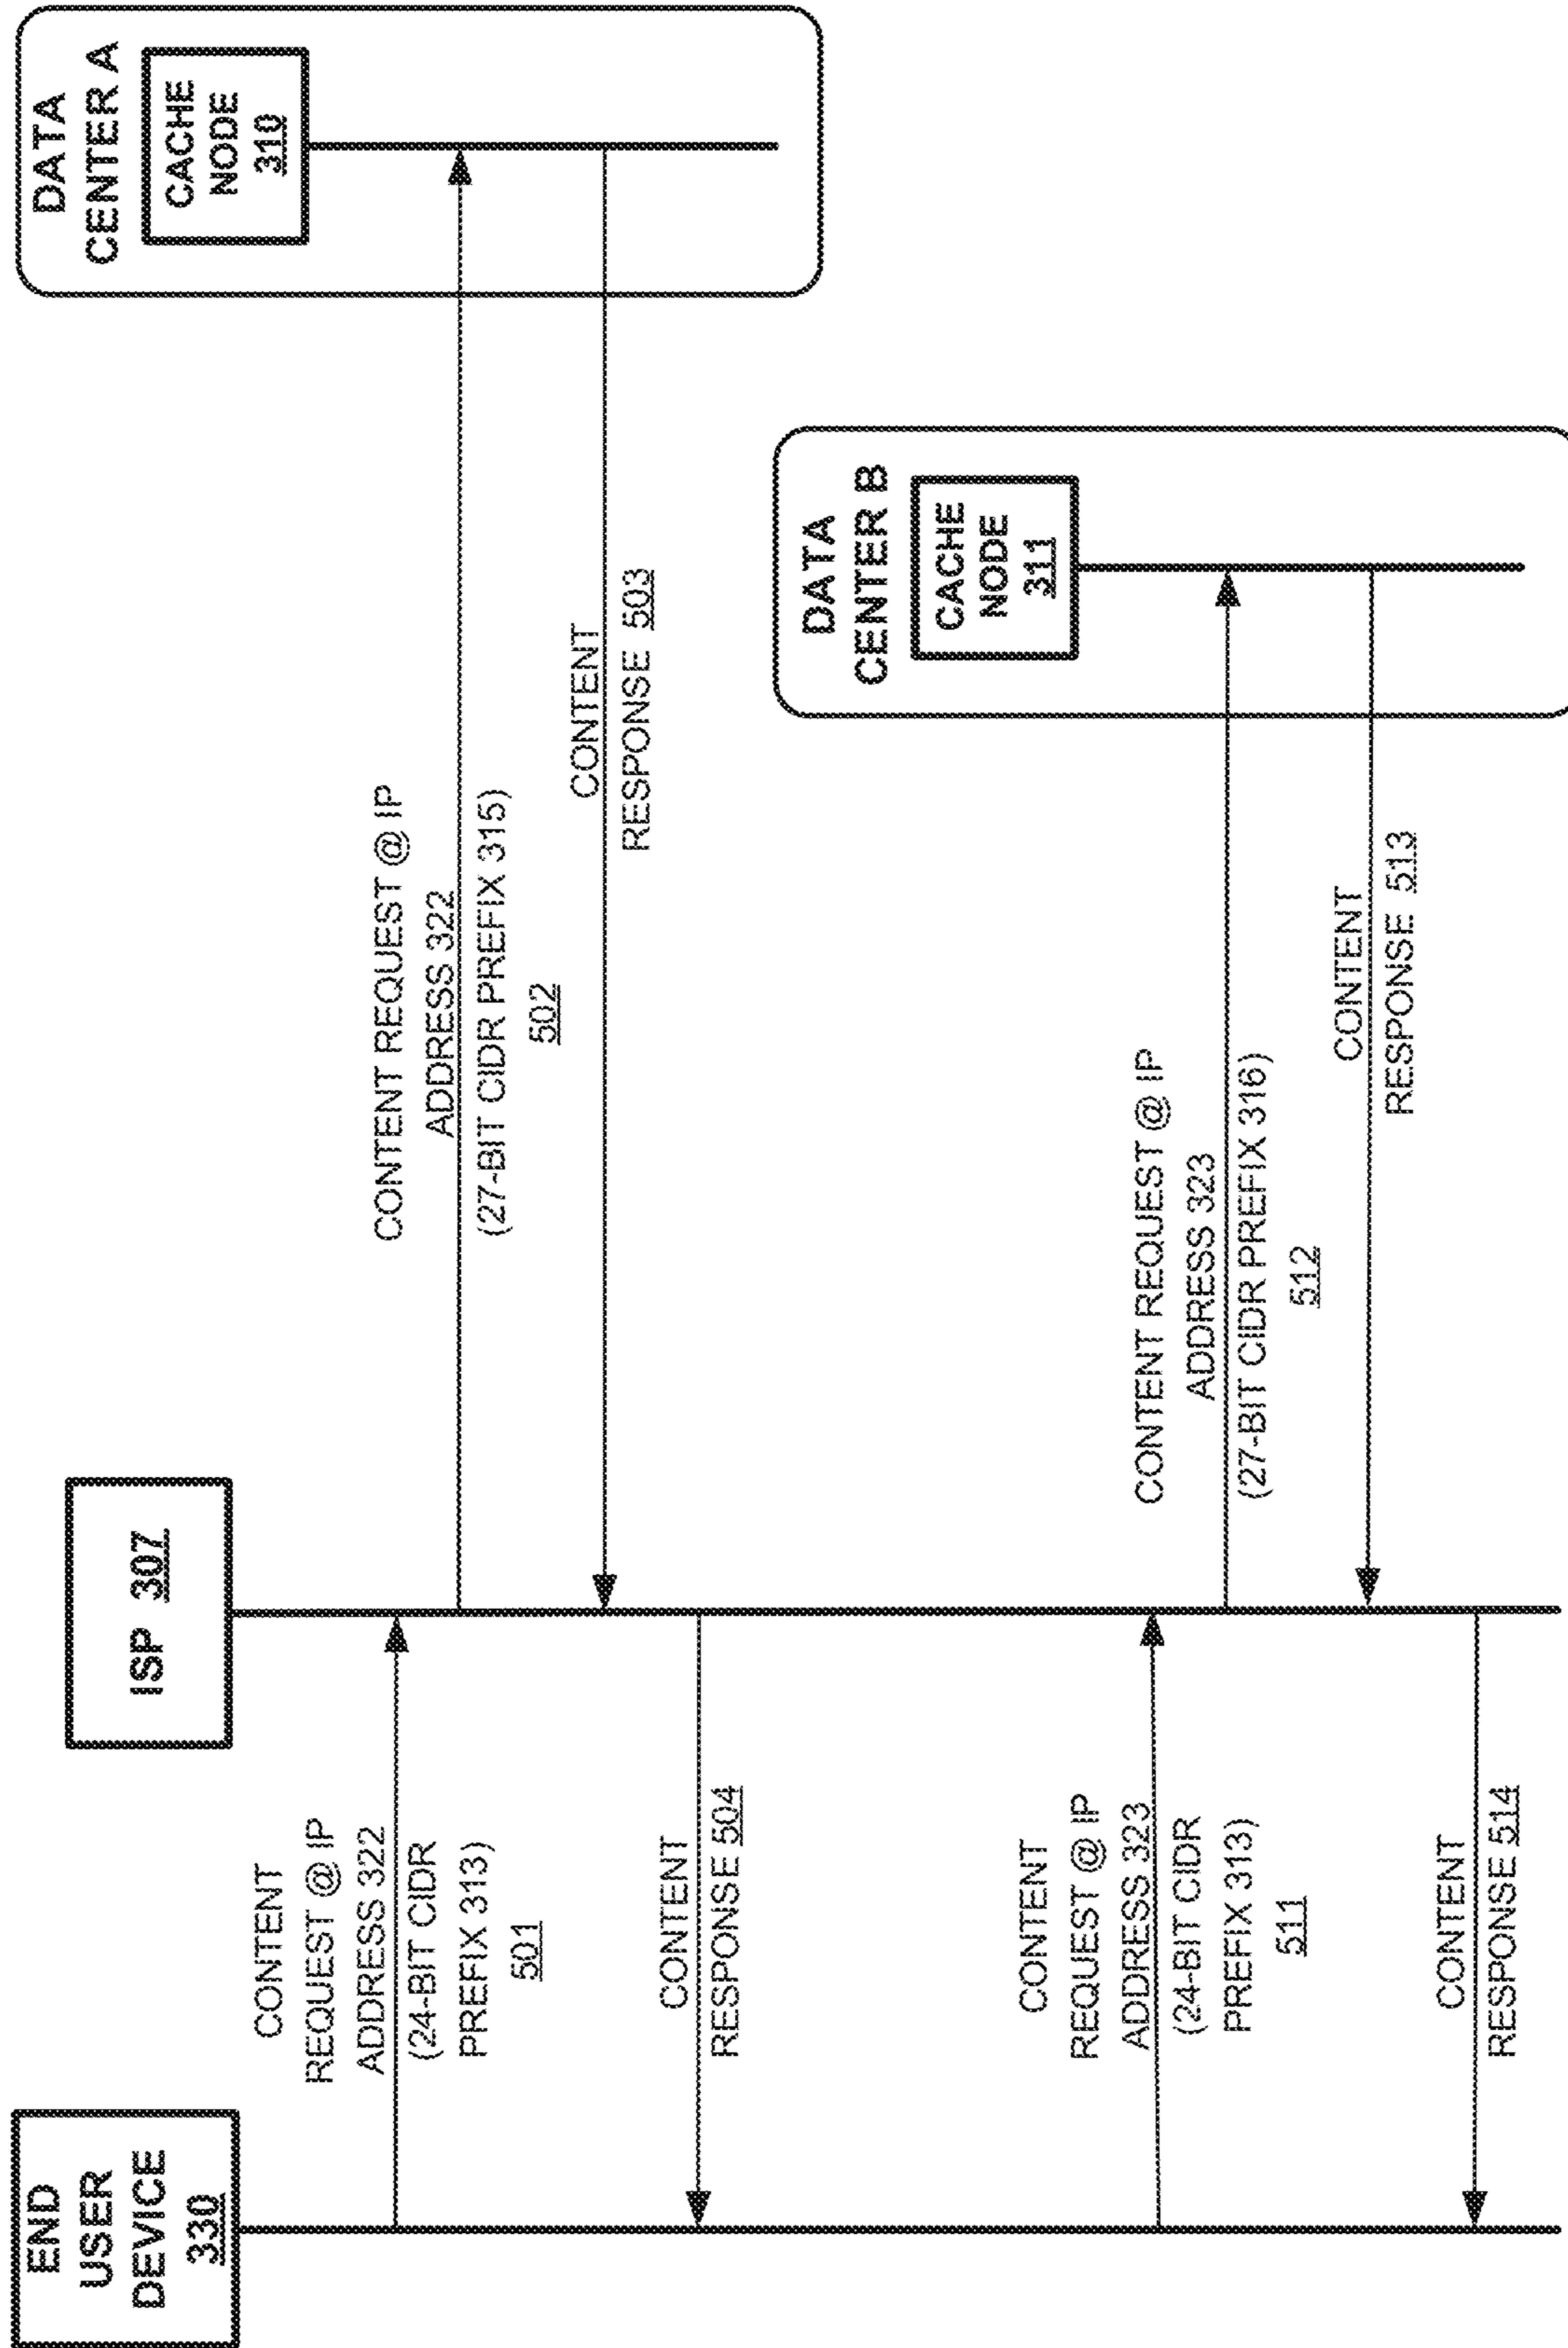 END
USER
DEVICE
330
ISP 307
DATA
CENTER A
CACHE
NODE
310
CONTENT
REQUEST @ IP
ADDRESS 322
(24-BIT CIDR
PREFIX 313)
501
CONTENT REQUEST @ IP
ADDRESS 322
(27-BIT CIDR PREFIX 315)
502
CONTENT
RESPONSE 503
CONTENT
RESPONSE 504
DATA
CENTER B
CACHE
NODE
311
CONTENT
REQUEST @ IP
ADDRESS 323
(24-BIT CIDR
PREFIX 313)
511
CONTENT REQUEST @ IP
ADDRESS 323
(27-BIT CIDR PREFIX 316)
512
CONTENT
RESPONSE 513
CONTENT
RESPONSE 514